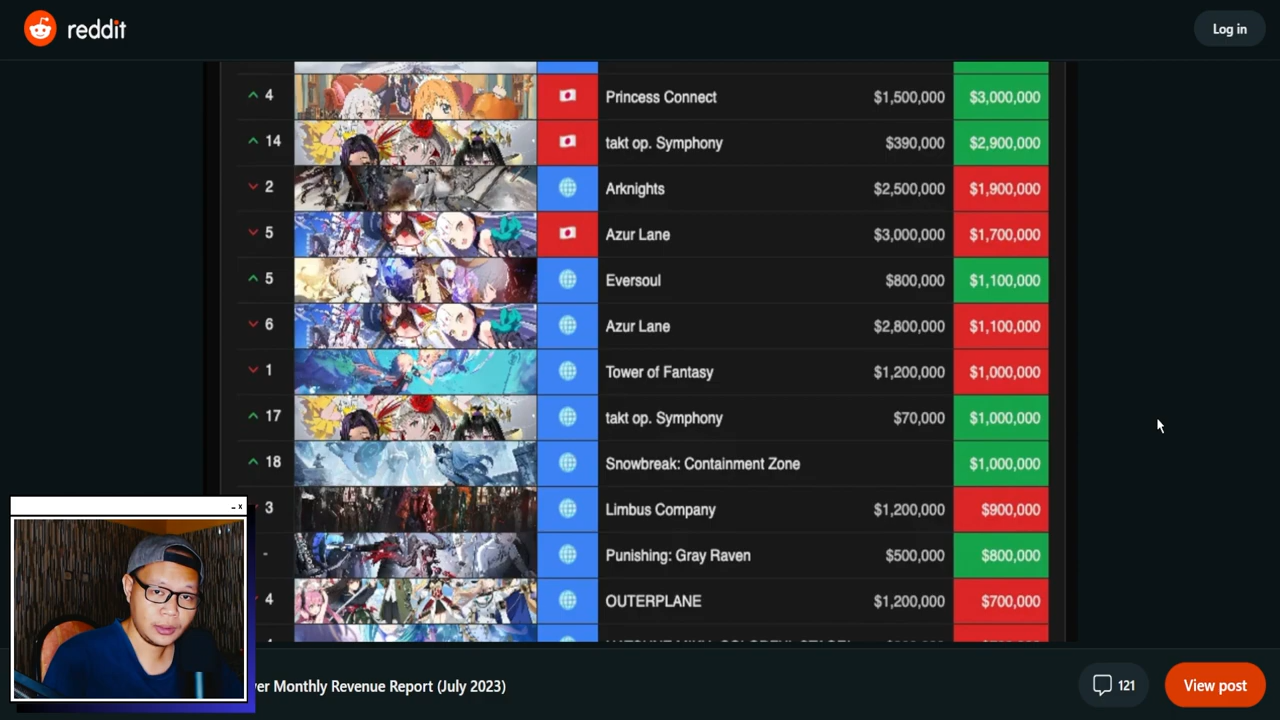 reddit
Log in
4 Princess Connect $1,500,000 $3,000,000
14 takt op. Symphony $390,000 $2,900,000
2 Arknights $2,500,000 $1,900,000
5 Azur Lane $3,000,000 $1,700,000
5 Eversoul $800,000 $1,100,000
6 Azur Lane $2,800,000 $1,100,000
1 Tower of Fantasy $1,200,000 $1,000,000
17 takt op. Symphony $70,000 $1,000,000
18 Snowbreak: Containment Zone $1,000,000
3 Limbus Company $1,200,000 $900,000
- Punishing: Gray Raven $500,000 $800,000
4 OUTERPLANE $1,200,000 $700,000
Monthly Revenue Report (July 2023)
121
View post